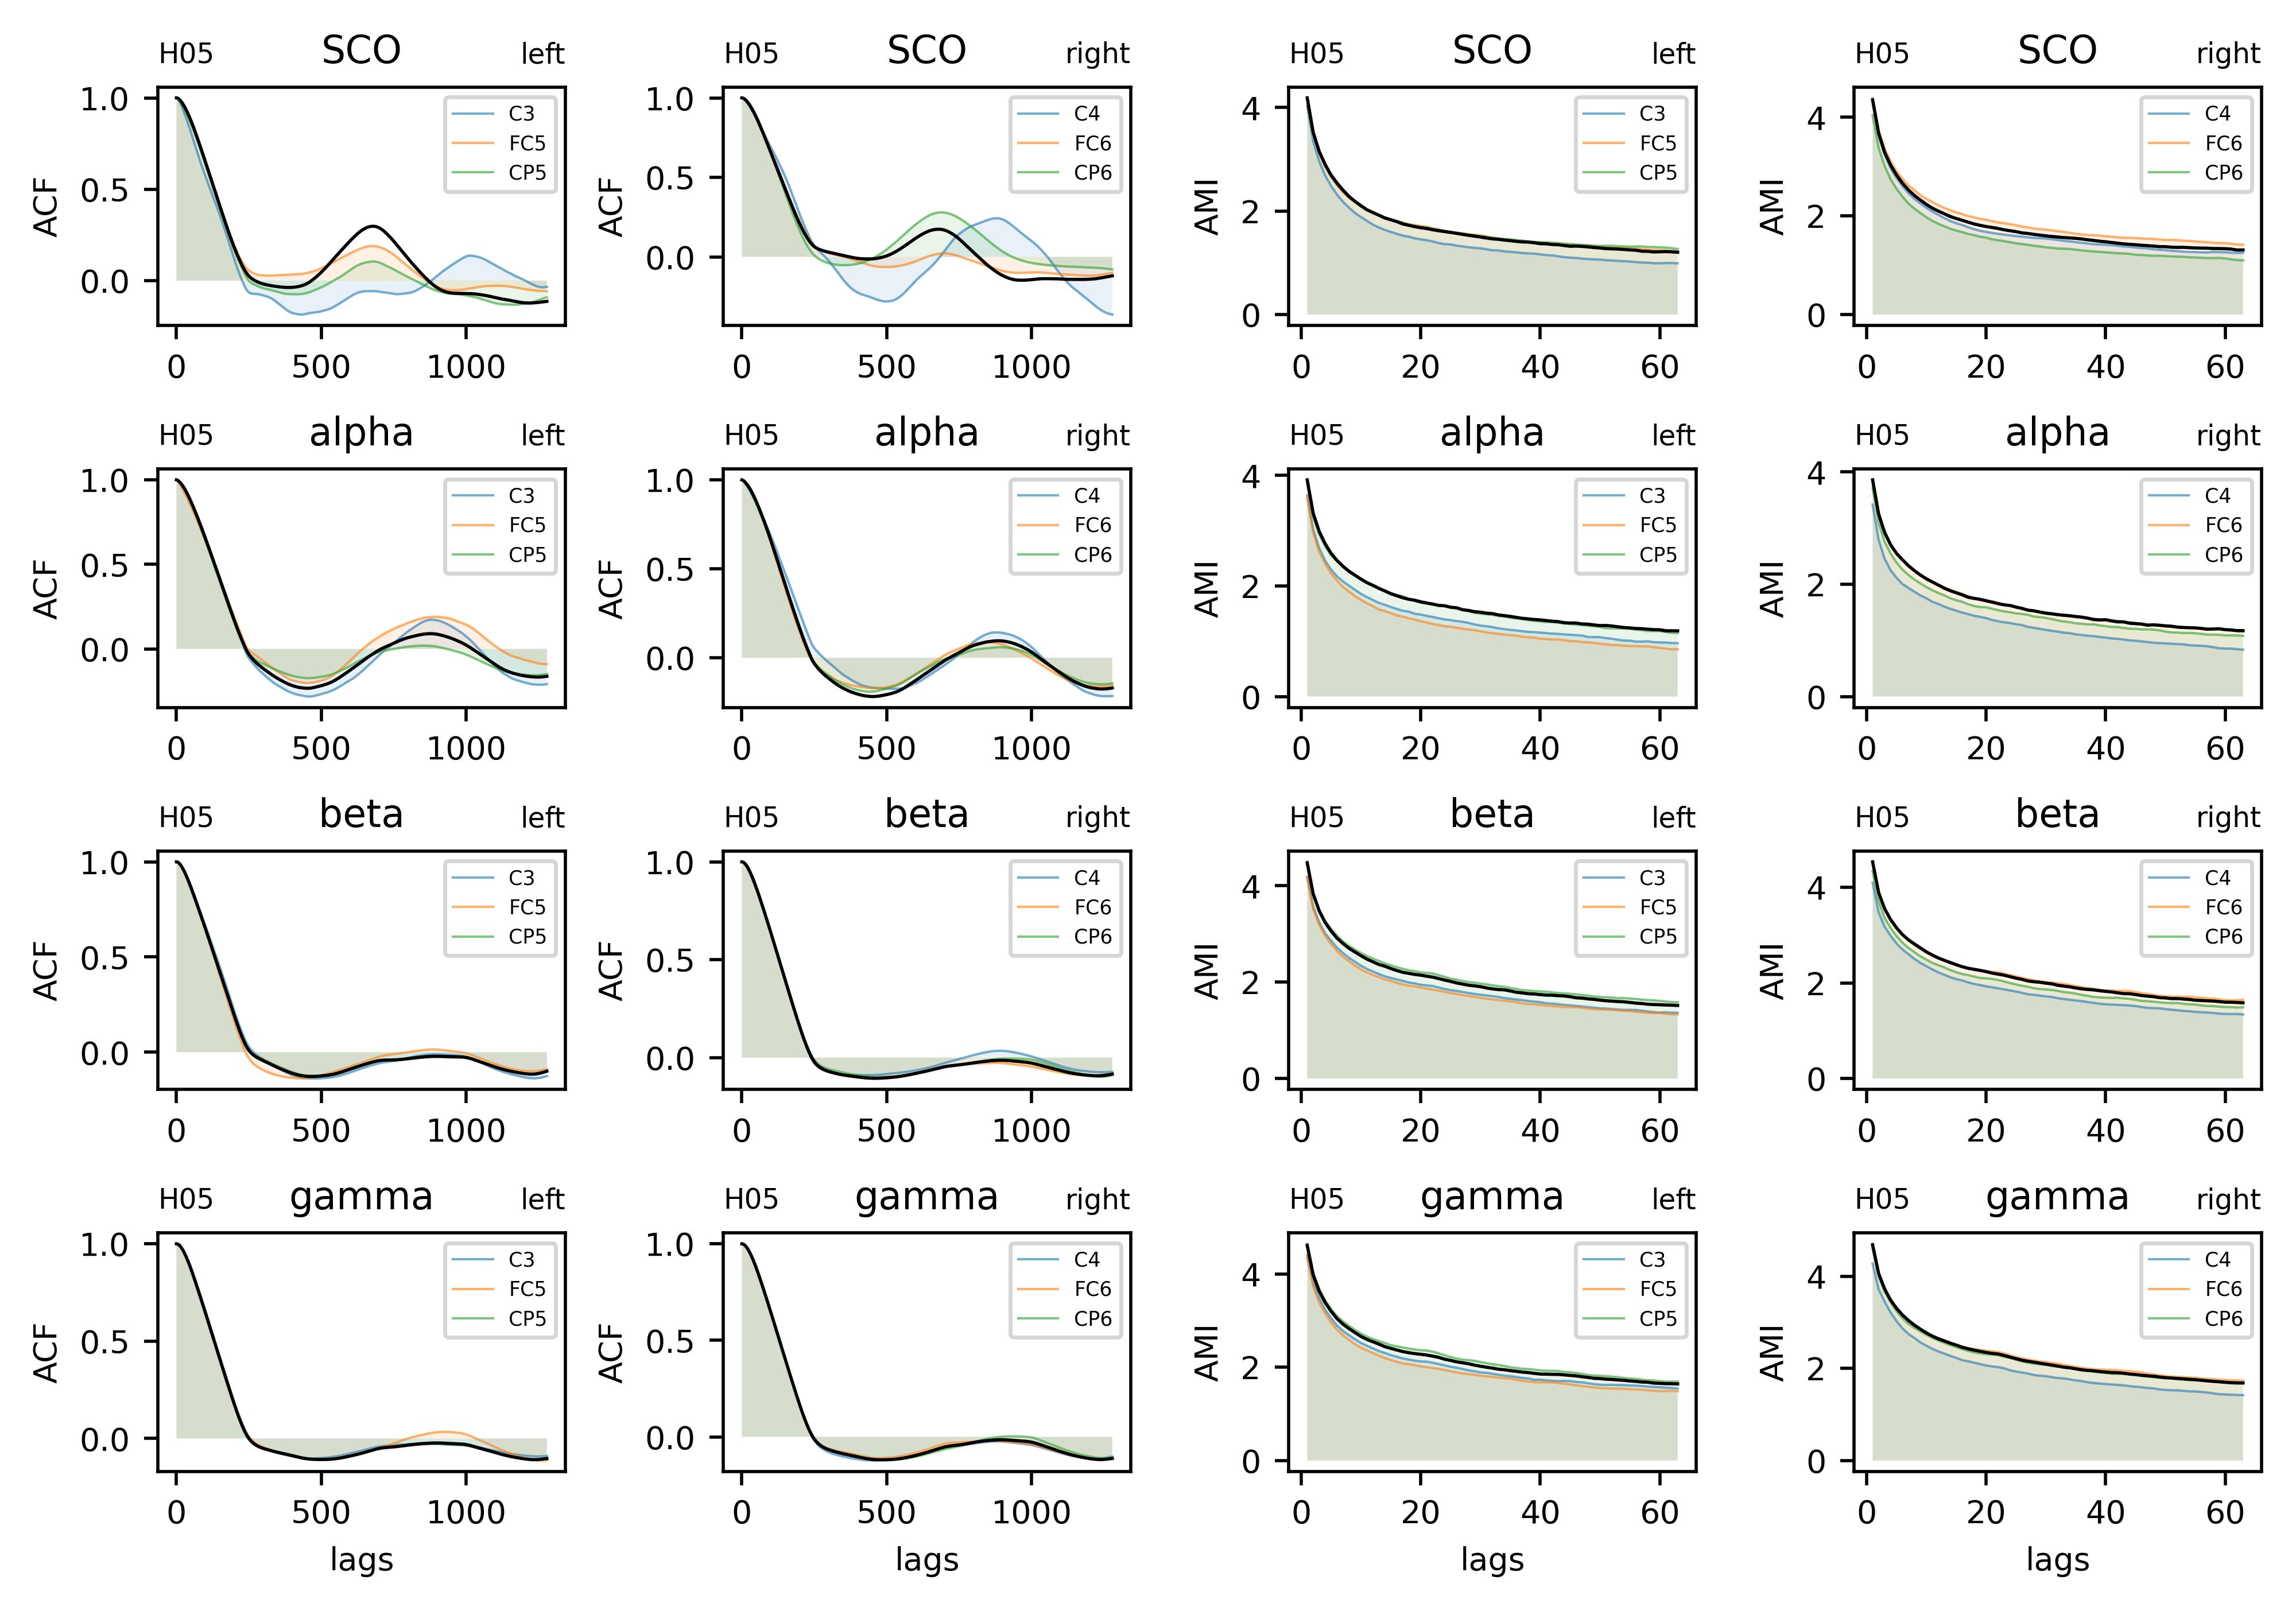 H05 SCO left H05 SCO right H05 SCO left H05 SCO right
1.0 C3 1.0 C4 4 C3 4 C4
FC5 FC6 FC5 FC6
0.5 CP5 0.5 CP6 CP5 CP6
ACF ACF AMI AMI
2 2
0.0 0.0
0 0
0 500 1000 0 500 1000 0 20 40 60 0 20 40 60
H05 alpha left H05 alpha right H05 alpha left H05 alpha right
1.0 C3 1.0 C4 4 C3 4 C4
FC5 FC6 FC5 FC6
0.5 CP5 0.5 CP6 CP5 CP6
ACF ACF AMI AMI
2 2
0.0 0.0
0 0
0 500 1000 0 500 1000 0 20 40 60 0 20 40 60
H05 beta left H05 beta right H05 beta left H05 beta right
1.0 C3 1.0 C4 4 C3 4 C4
FC5 FC6 FC5 FC6
0.5 CP5 0.5 CP6 CP5 CP6
ACF ACF AMI AMI
2 2
0.0 0.0
0 0
0 500 1000 0 500 1000 0 20 40 60 0 20 40 60
H05 gamma left H05 gamma right H05 gamma left H05 gamma right
1.0 C3 1.0 C4 4 C3 4 C4
FC5 FC6 FC5 FC6
0.5 CP5 0.5 CP6 CP5 CP6
ACF ACF AMI AMI
2 2
0.0 0.0
0 0
0 500 1000 0 500 1000 0 20 40 60 0 20 40 60
lags lags lags lags